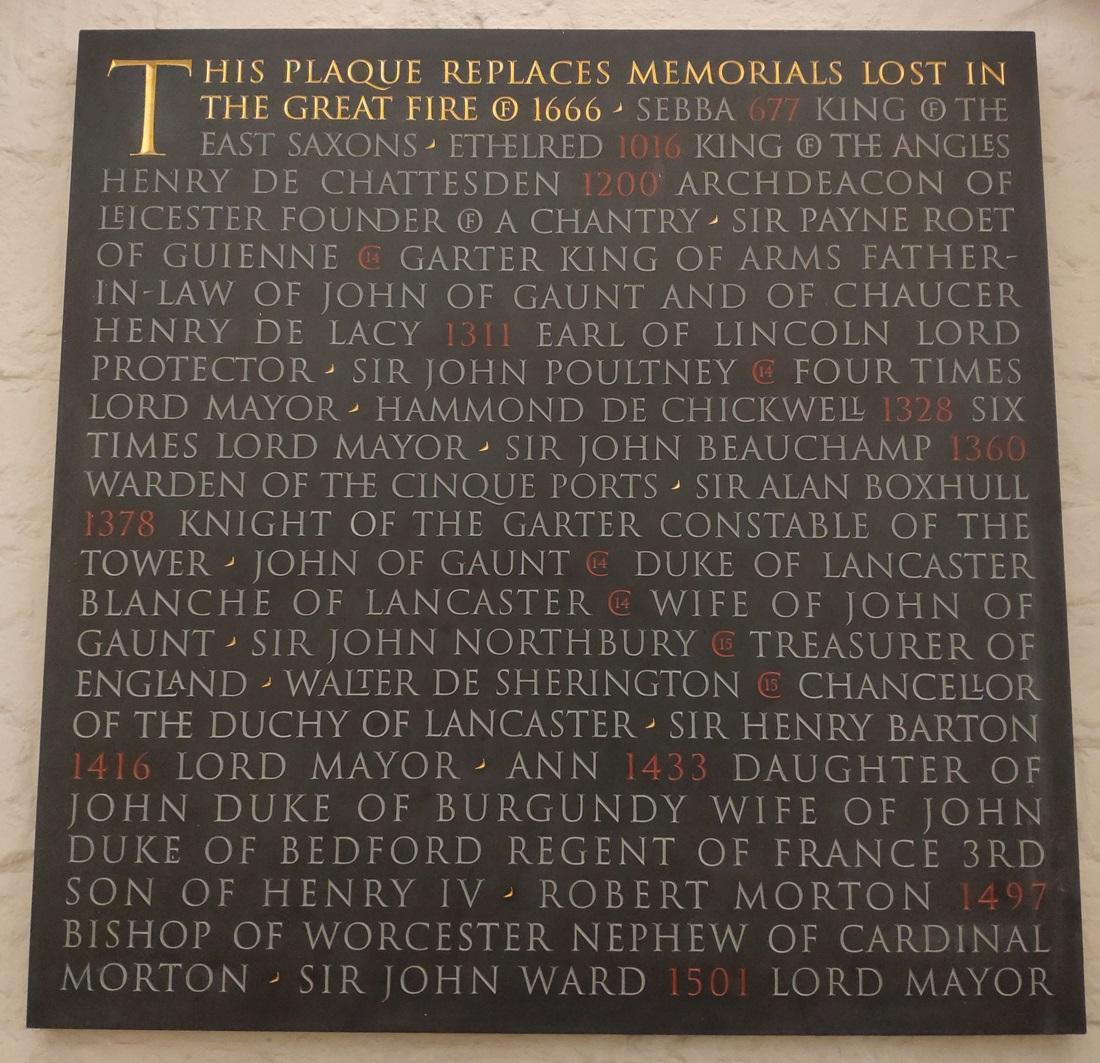 THIS PLAQUE REPLACES MEMORIALS LOST IN
THE GREAT FIRE OF 1666 · SEBBA 677 KING OF THE
EAST SAXONS · ETHELRED 1016 KING OF THE ANGLES
HENRY DE CHATTESDEN 1200 ARCHDEACON OF
LEICESTER FOUNDER OF A CHANTRY · SIR PAYNE ROET
OF GUIENNE C14 GARTER KING OF ARMS FATHER-
IN-LAW OF JOHN OF GAUNT AND OF CHAUCER
HENRY DE LACY 1311 EARL OF LINCOLN LORD
PROTECTOR · SIR JOHN POULTNEY C14 FOUR TIMES
LORD MAYOR · HAMMOND DE CHICKWELL 1328 SIX
TIMES LORD MAYOR · SIR JOHN BEAUCHAMP 1360
WARDEN OF THE CINQUE PORTS · SIR ALAN BOXHULL
1378 KNIGHT OF THE GARTER CONSTABLE OF THE
TOWER · JOHN OF GAUNT C14 DUKE OF LANCASTER
BLANCHE OF LANCASTER C14 WIFE OF JOHN OF
GAUNT · SIR JOHN NORTHBURY C15 TREASURER OF
ENGLAND · WALTER DE SHERINGTON C15 CHANCELLOR
OF THE DUCHY OF LANCASTER · SIR HENRY BARTON
1416 LORD MAYOR · ANN 1433 DAUGHTER OF
JOHN DUKE OF BURGUNDY WIFE OF JOHN
DUKE OF BEDFORD REGENT OF FRANCE 3RD
SON OF HENRY IV · ROBERT MORTON 1497
BISHOP OF WORCESTER NEPHEW OF CARDINAL
MORTON · SIR JOHN WARD 1501 LORD MAYOR